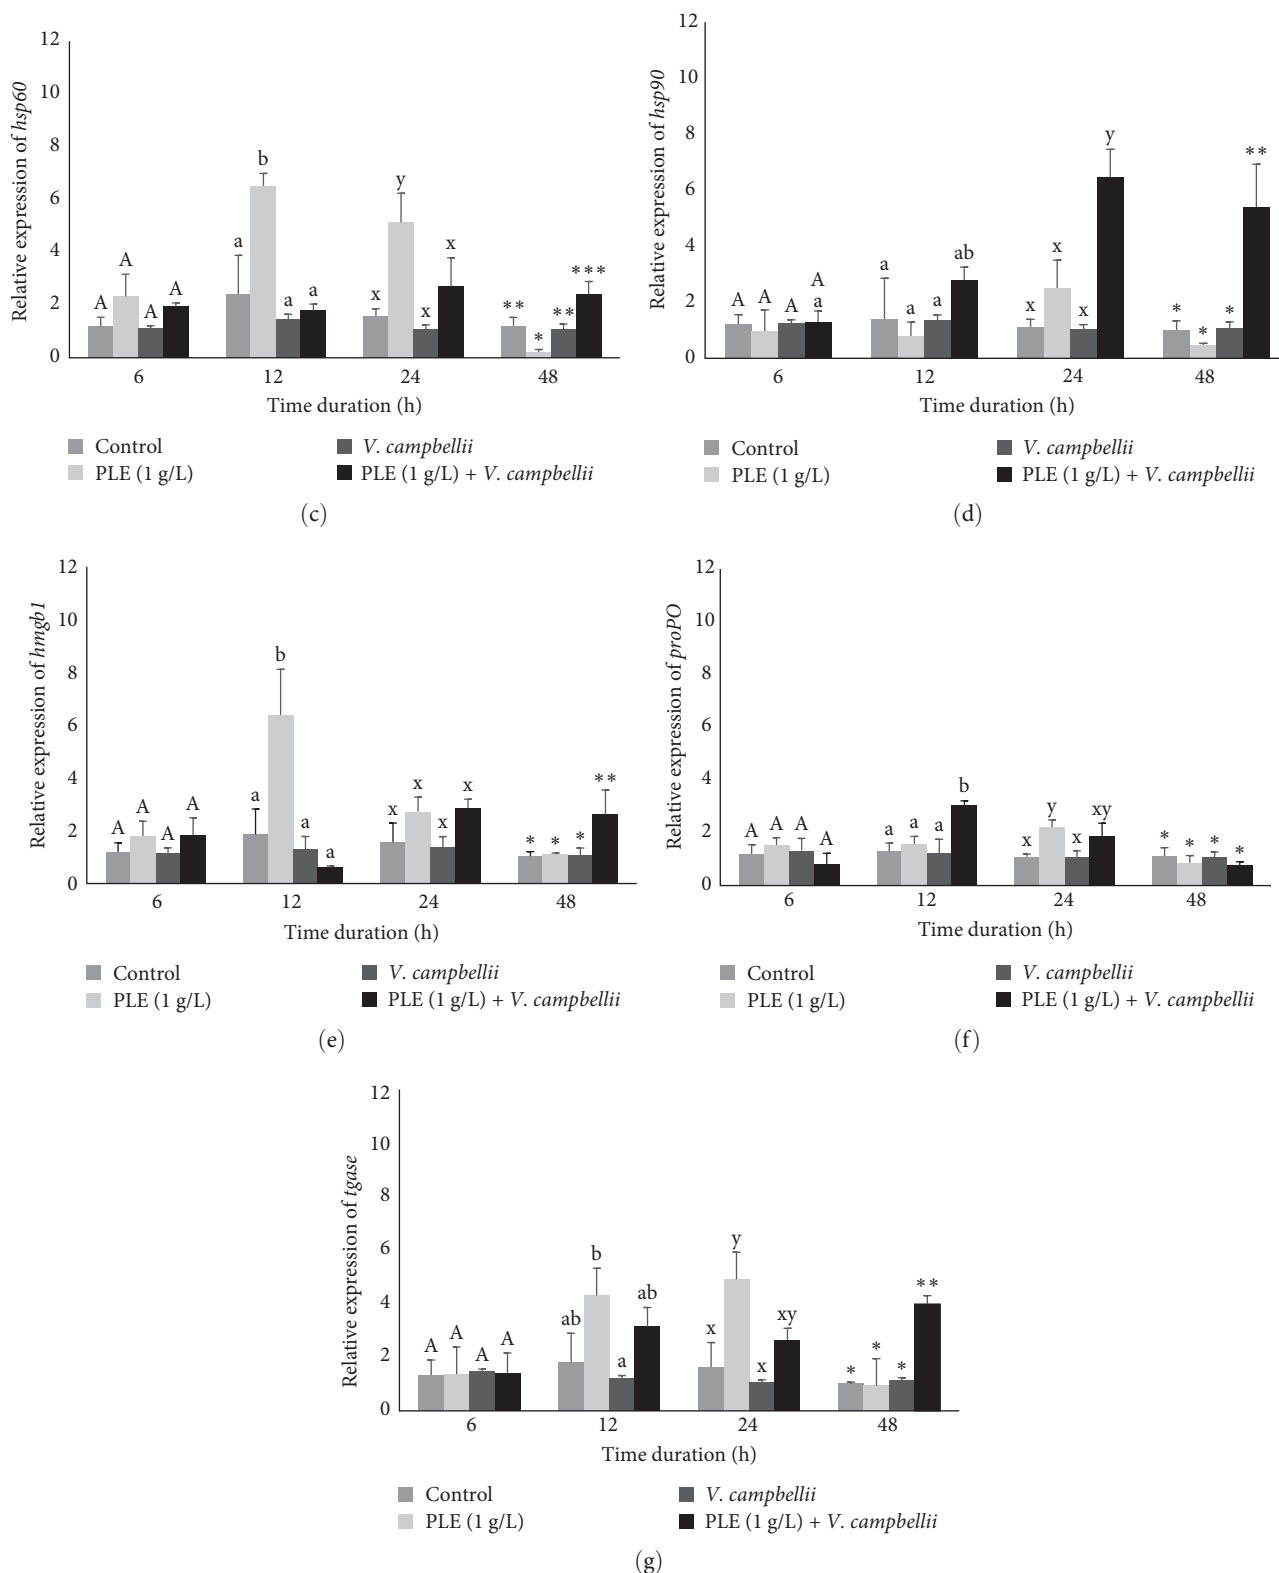 12
10
8
6
4
2
0
Relative expression of hsp60
A
A
A
A
a
b
a
a
x
y
x
x
**
*
**
***
6
12
24
48
Time duration (h)
Control
PLE (1 g/L)
V. campbellii
PLE (1 g/L) + V. campbellii
(c)
12
10
8
6
4
2
0
Relative expression of hsp90
A
A
A
A
a
a
a
a
ab
x
x
x
y
*
*
*
**
6
12
24
48
Time duration (h)
Control
PLE (1 g/L)
V. campbellii
PLE (1 g/L) + V. campbellii
(d)
12
10
8
6
4
2
0
Relative expression of hmgb1
A
A
A
A
a
b
a
a
x
x
x
x
*
*
*
**
6
12
24
48
Time duration (h)
Control
PLE (1 g/L)
V. campbellii
PLE (1 g/L) + V. campbellii
(e)
12
10
8
6
4
2
0
Relative expression of proPO
A
A
A
A
a
a
a
b
x
y
x
xy
*
*
*
*
6
12
24
48
Time duration (h)
Control
PLE (1 g/L)
V. campbellii
PLE (1 g/L) + V. campbellii
(f)
12
10
8
6
4
2
0
Relative expression of tgase
A
A
A
A
ab
b
a
ab
x
y
x
xy
*
*
*
**
6
12
24
48
Time duration (h)
Control
PLE (1 g/L)
V. campbellii
PLE (1 g/L) + V. campbellii
(g)